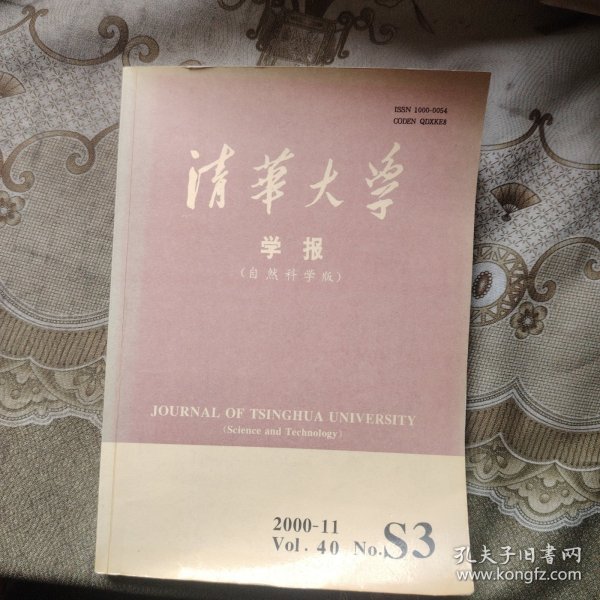 ISSN 1000-0054
CODEN QDXKE8
清華大学
学报
(自然科学版)
JOURNAL OF TSINGHUA UNIVERSITY
(Science and Technology)
2000-11
Vol. 40 No. S3
孔夫子旧书网
www.kongfz.com